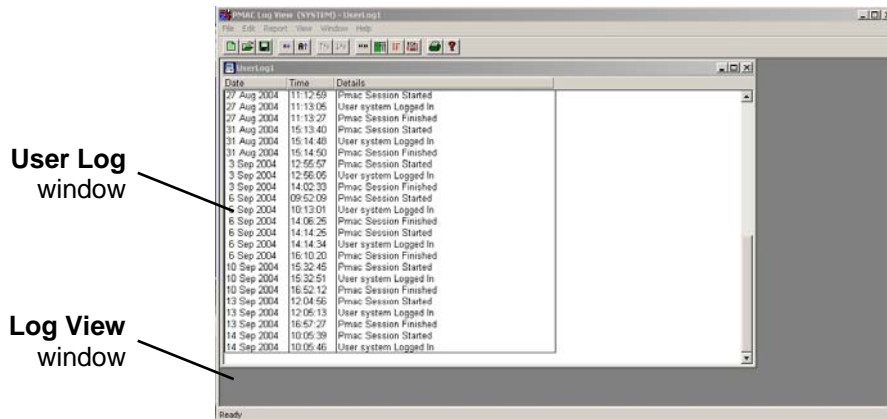 PMAC Log View (SYSTEM) - UserLog1
File Edit Report View Window Help
UserLog1
Date Time Details
27 Aug 2004 11:12:59 Pmac Session Started
27 Aug 2004 11:13:05 User system Logged In
27 Aug 2004 11:13:27 Pmac Session Finished
31 Aug 2004 15:13:40 Pmac Session Started
31 Aug 2004 15:14:48 User system Logged In
31 Aug 2004 15:14:50 Pmac Session Finished
3 Sep 2004 12:55:57 Pmac Session Started
3 Sep 2004 12:56:05 User system Logged In
3 Sep 2004 14:02:33 Pmac Session Finished
6 Sep 2004 09:52:09 Pmac Session Started
6 Sep 2004 10:13:01 User system Logged In
6 Sep 2004 14:06:25 Pmac Session Finished
6 Sep 2004 14:14:25 Pmac Session Started
6 Sep 2004 14:14:34 User system Logged In
6 Sep 2004 16:10:20 Pmac Session Finished
10 Sep 2004 15:32:45 Pmac Session Started
10 Sep 2004 15:32:51 User system Logged In
10 Sep 2004 16:52:12 Pmac Session Finished
13 Sep 2004 12:04:56 Pmac Session Started
13 Sep 2004 12:05:13 User system Logged In
13 Sep 2004 16:57:27 Pmac Session Finished
14 Sep 2004 10:05:39 Pmac Session Started
14 Sep 2004 10:05:46 User system Logged In
Ready
User Log
window
Log View
window